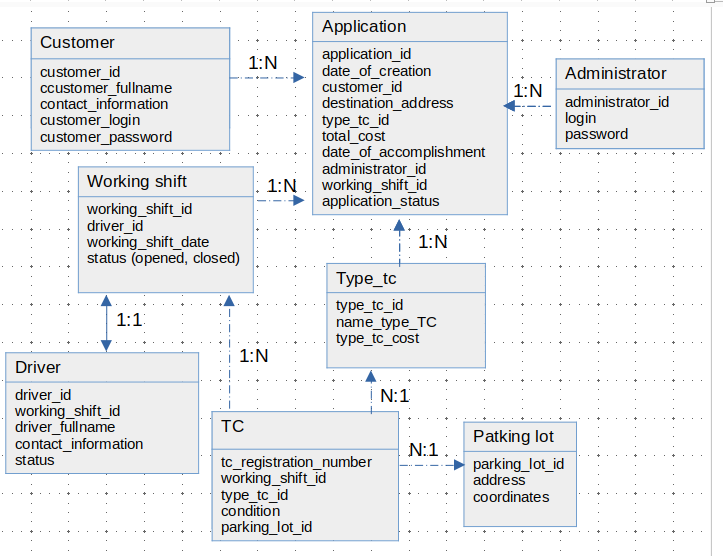 Customer
customer_id
ccustomer_fullname
contact_information
customer_login
customer_password
1:N
Application
application_id
date_of_creation
customer_id
destination_address
type_tc_id
total_cost
date_of_accomplishment
administrator_id
working_shift_id
application_status
1:N
Administrator
administrator_id
login
password
Working shift
working_shift_id
driver_id
working_shift_date
status (opened, closed)
1:N
1:N
Type_tc
type_tc_id
name_type_TC
type_tc_cost
1:1
1:N
Driver
driver_id
working_shift_id
driver_fullname
contact_information
status
N:1
TC
tc_registration_number
working_shift_id
type_tc_id
condition
parking_lot_id
N:1
Patking lot
parking_lot_id
address
coordinates